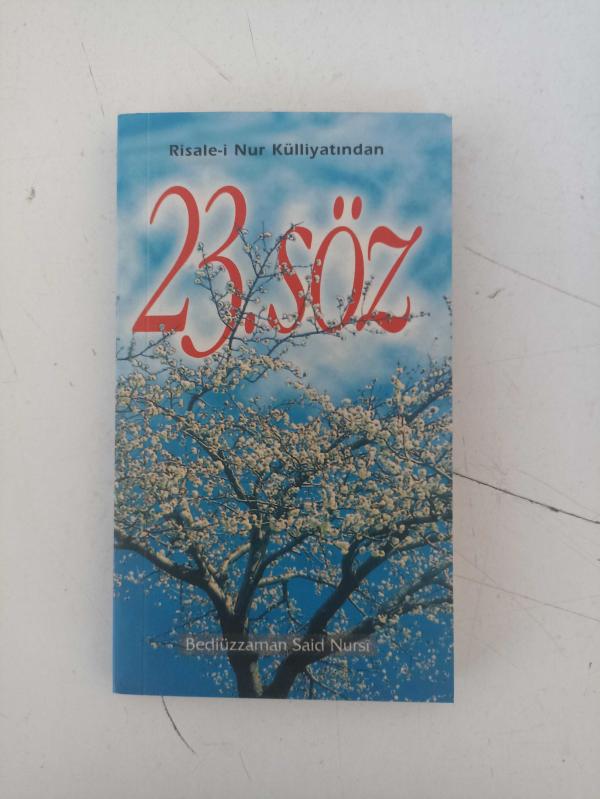 Risale-i Nur Külliyatından
23.söz
Bediüzzaman Said Nursi